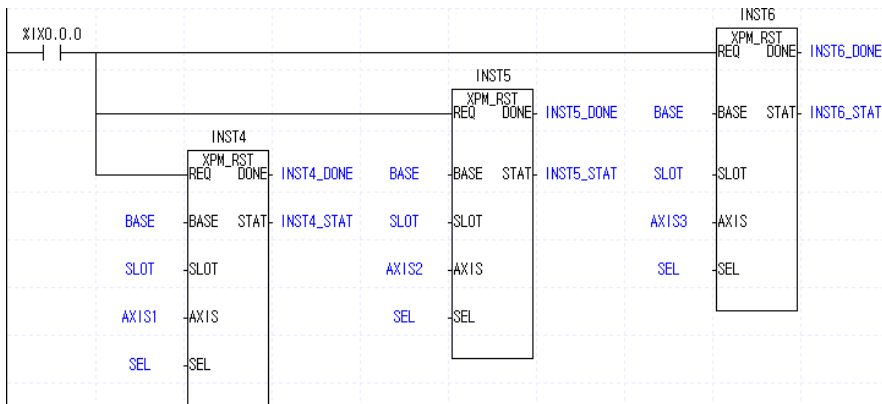 INST6
%IX0.0.0
XPM_RST
REQ DONE INST6_DONE
INST5
XPM_RST
REQ DONE INST5_DONE BASE BASE STAT INST6_STAT
INST4
XPM_RST
REQ DONE INST4_DONE BASE BASE STAT INST5_STAT SLOT SLOT
BASE BASE STAT INST4_STAT SLOT SLOT AXIS3 AXIS
SLOT SLOT AXIS2 AXIS SEL SEL
AXIS1 AXIS SEL SEL
SEL SEL